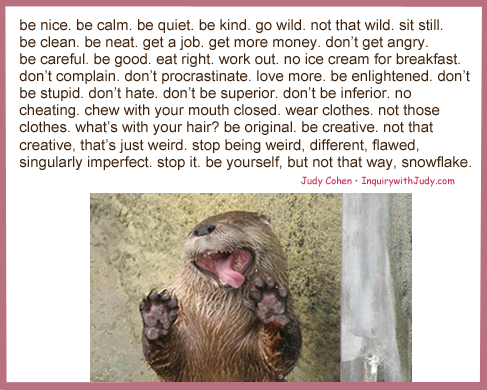 be nice. be calm. be quiet. be kind. go wild. not that wild. sit still.
be clean. be neat. get a job. get more money. don't get angry.
be careful. be good. eat right. work out. no ice cream for breakfast.
don't complain. don't procrastinate. love more. be enlightened. don't
be stupid. don't hate. don't be superior. don't be inferior. no
cheating. chew with your mouth closed. wear clothes. not those
clothes. what's with your hair? be original. be creative. not that
creative, that's just weird. stop being weird, different, flawed,
singularly imperfect. stop it. be yourself, but not that way, snowflake.
Judy Cohen • InquirywithJudy.com